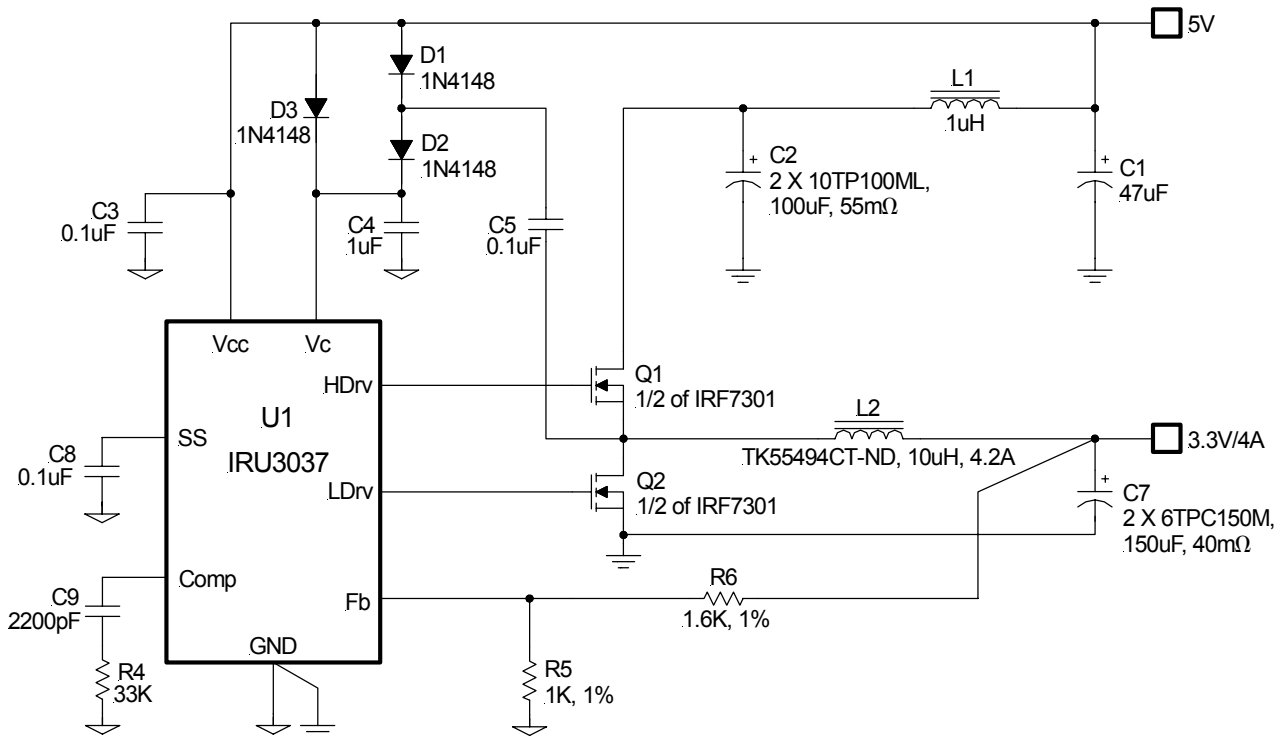 5V
D1
1N4148
L1
1uH
D3
1N4148
D2
1N4148
C2
2 X 10TP100ML,
100uF, 55mΩ
C1
47uF
C3
0.1uF
C4
1uF
C5
0.1uF
Vcc
Vc
HDrv
Q1
1/2 of IRF7301
U1
IRU3037
SS
C8
0.1uF
L2
TK55494CT-ND, 10uH, 4.2A
3.3V/4A
LDrv
Q2
1/2 of IRF7301
C7
2 X 6TPC150M,
150uF, 40mΩ
Comp
C9
2200pF
Fb
R6
1.6K, 1%
GND
R4
33K
R5
1K, 1%